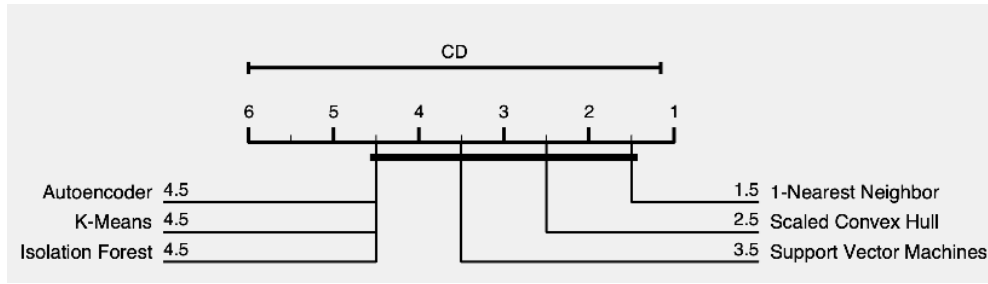 CD
6 5 4 3 2 1
Autoencoder 4.5 1.5 1-Nearest Neighbor
K-Means 4.5 2.5 Scaled Convex Hull
Isolation Forest 4.5 3.5 Support Vector Machines